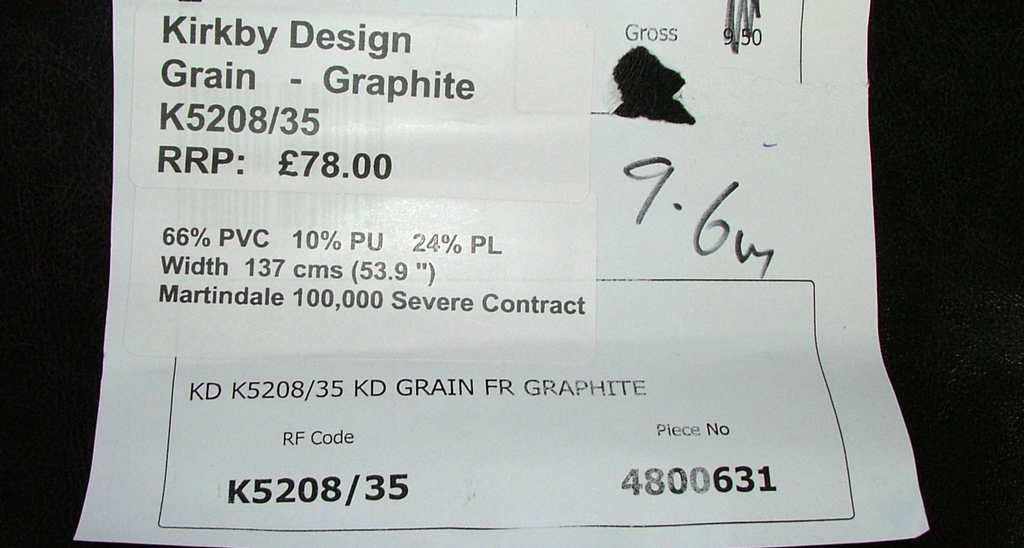 Kirkby Design
Grain - Graphite
K5208/35
RRP: £78.00
Gross 9.50
9.6m
66% PVC 10% PU 24% PL
Width 137 cms (53.9 ")
Martindale 100,000 Severe Contract
KD K5208/35 KD GRAIN FR GRAPHITE
RF Code Piece No
K5208/35 4800631